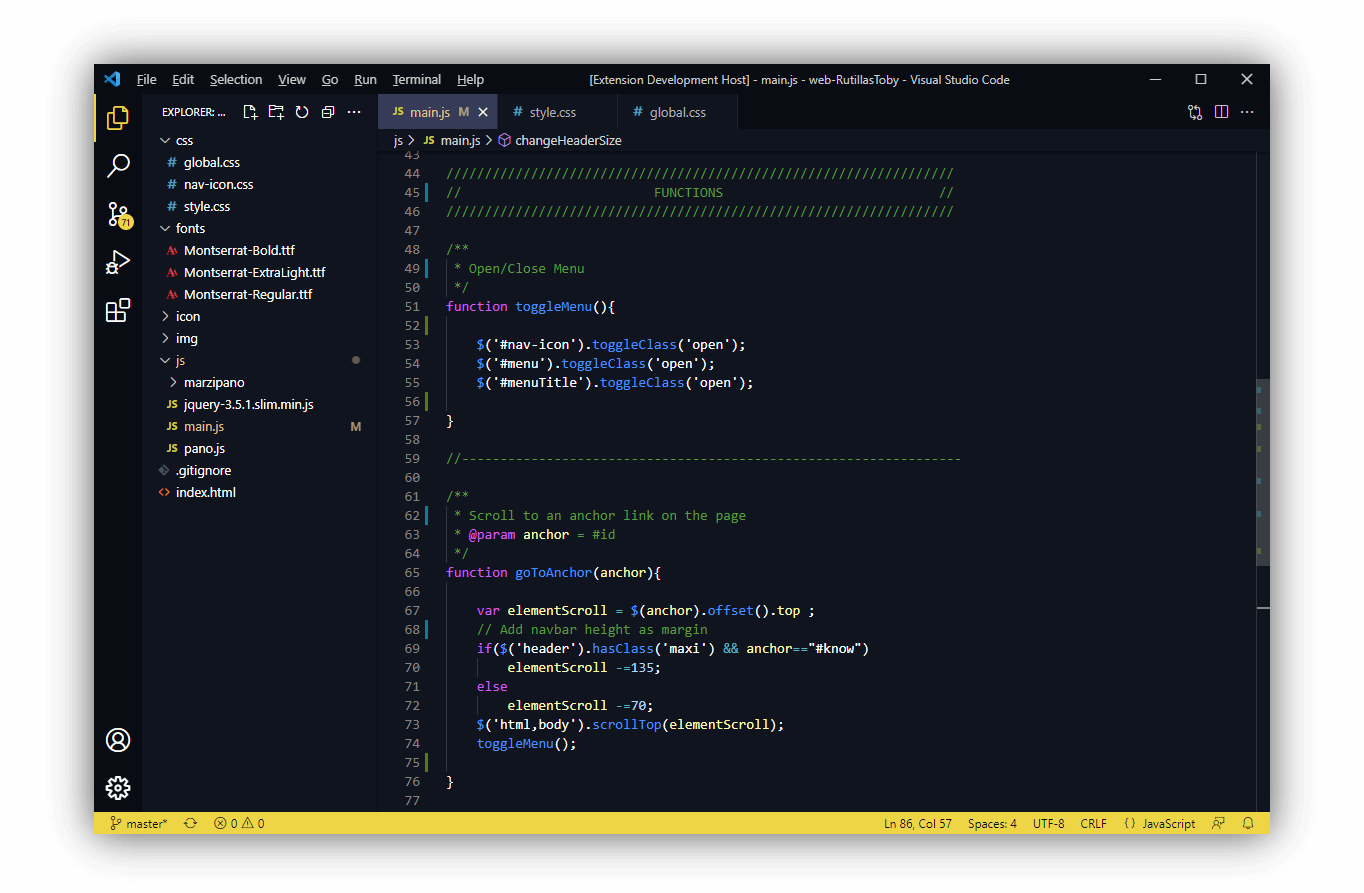 File Edit Selection View Go Run Terminal Help [Extension Development Host] - main.js - web-RutillasToby - Visual Studio Code
EXPLORER: ...
css
global.css
nav-icon.css
style.css
fonts
Montserrat-Bold.ttf
Montserrat-ExtraLight.ttf
Montserrat-Regular.ttf
icon
img
js
marzipano
JS jquery-3.5.1.slim.min.js
JS main.js M
JS pano.js
.gitignore
<> index.html
71
JS main.js M
# style.css
# global.css
js > JS main.js > changeHeaderSize
43
44 //////////////////////////////////////////////////////////////////
45 // FUNCTIONS //
46 //////////////////////////////////////////////////////////////////
47
48 /**
49 * Open/Close Menu
50 */
51 function toggleMenu(){
52
53 $('#nav-icon').toggleClass('open');
54 $('#menu').toggleClass('open');
55 $('#menuTitle').toggleClass('open');
56
57 }
58
59 //-----------------------------------------------------------------
60
61 /**
62 * Scroll to an anchor link on the page
63 * @param anchor = #id
64 */
65 function goToAnchor(anchor){
66
67 var elementScroll = $(anchor).offset().top ;
68 // Add navbar height as margin
69 if($('header').hasClass('maxi') && anchor=="#know")
70 elementScroll -=135;
71 else
72 elementScroll -=70;
73 $('html,body').scrollTop(elementScroll);
74 toggleMenu();
75
76 }
77
master* 0 0 Ln 86, Col 57 Spaces: 4 UTF-8 CRLF {} JavaScript